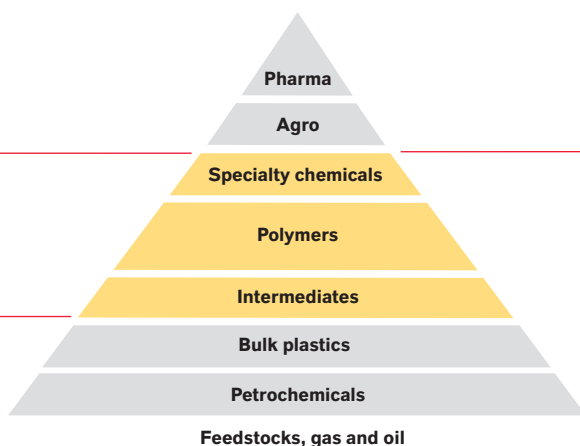 Pharma
Agro
Specialty chemicals
Polymers
Intermediates
Bulk plastics
Petrochemicals
Feedstocks, gas and oil